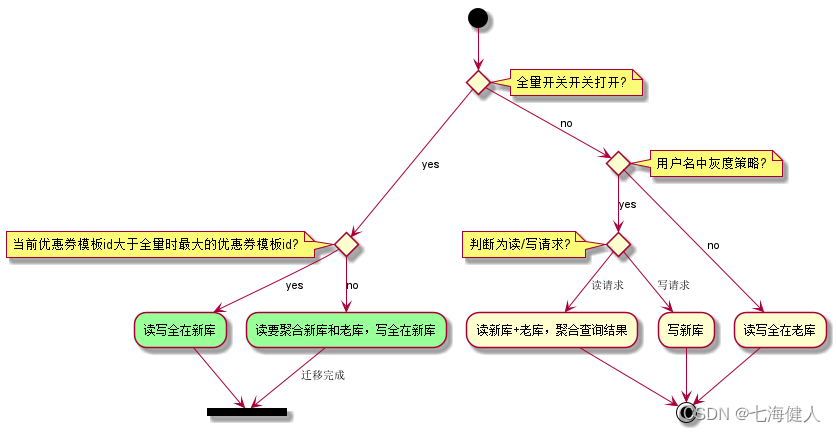 全量开关开关打开?
no
用户名中灰度策略?
yes
yes
当前优惠券模板id大于全量时最大的优惠券模板id?
判断为读/写请求?
no
yes
no
读请求
写请求
读写全在新库
读要聚合新库和老库，写全在新库
读新库+老库，聚合查询结果
写新库
读写全在老库
迁移完成
CSDN @七海健人